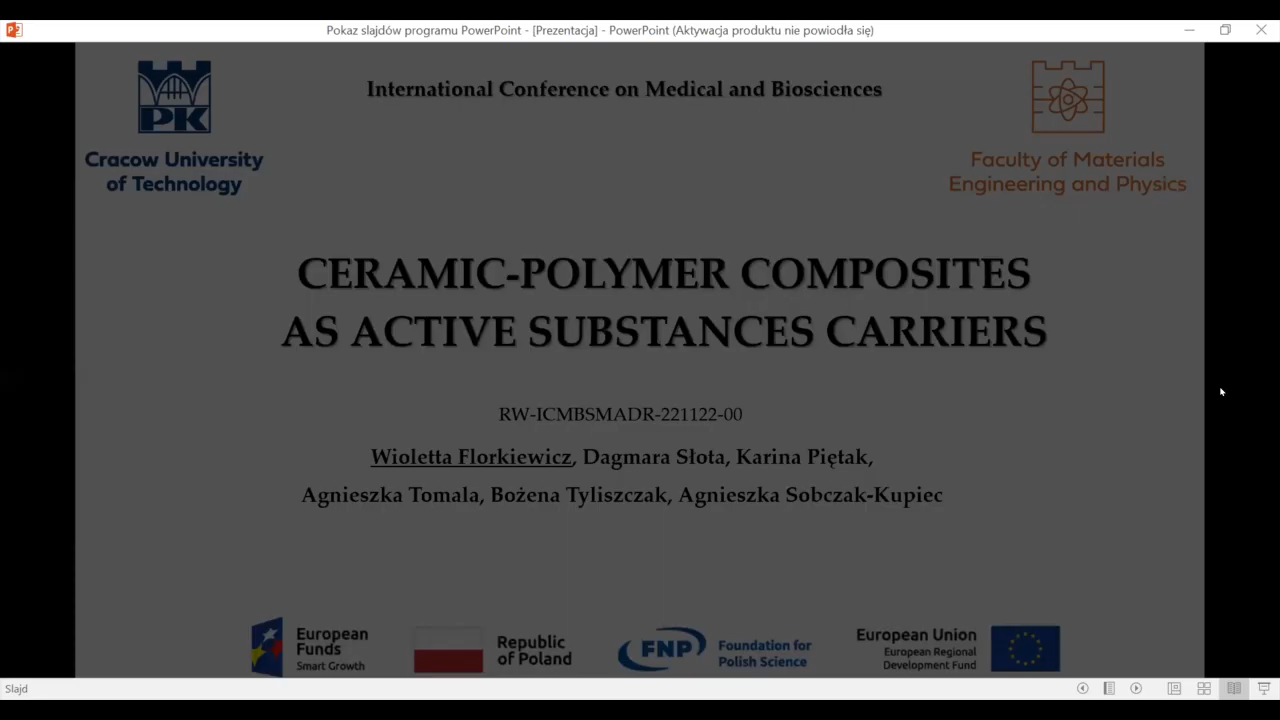 Pokaz slajdów programu PowerPoint - [Prezentacja] - PowerPoint (Aktywacja produktu nie powiodła się)
International Conference on Medical and Biosciences
PK
Cracow University
of Technology
Faculty of Materials
Engineering and Physics
CERAMIC-POLYMER COMPOSITES
AS ACTIVE SUBSTANCES CARRIERS
RW-ICMBSMADR-221122-00
Wioletta Florkiewicz, Dagmara Słota, Karina Piętak,
Agnieszka Tomala, Bożena Tyliszczak, Agnieszka Sobczak-Kupiec
European
Funds
Smart Growth
Republic
of Poland
FNP
Foundation for
Polish Science
European Union
European Regional
Development Fund
Slajd